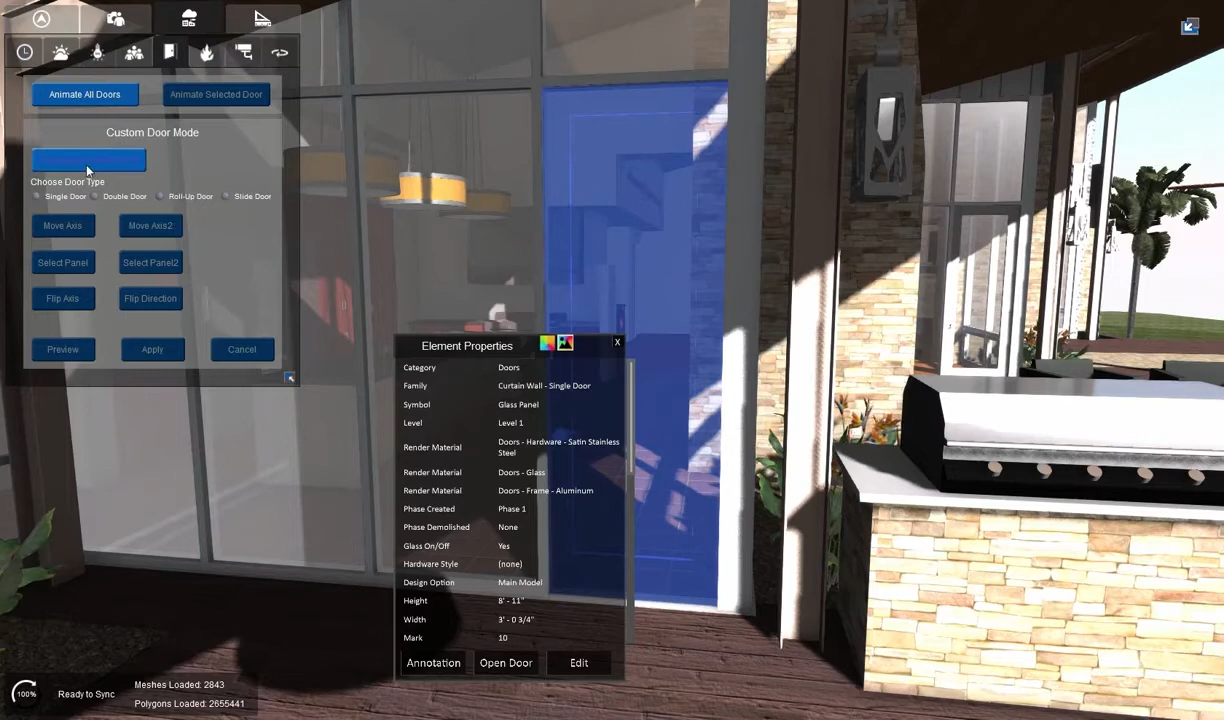 Animate All Doors
Animate Selected Door
Custom Door Mode
Choose Door Type
Single Door
Double Door
Roll-Up Door
Slide Door
Move Axis
Move Axis2
Select Panel
Select Panel2
Flip Axis
Flip Direction
Preview
Apply
Cancel
Element Properties
X
Category Doors
Family Curtain Wall - Single Door
Symbol Glass Panel
Level Level 1
Render Material Doors - Hardware - Satin Stainless
Steel
Render Material Doors - Glass
Render Material Doors - Frame - Aluminum
Phase Created Phase 1
Phase Demolished None
Glass On/Off Yes
Hardware Style (none)
Design Option Main Model
Height 8' - 11"
Width 3' - 0 3/4"
Mark 10
Annotation
Open Door
Edit
100%
Ready to Sync
Meshes Loaded: 2843
Polygons Loaded: 2655441